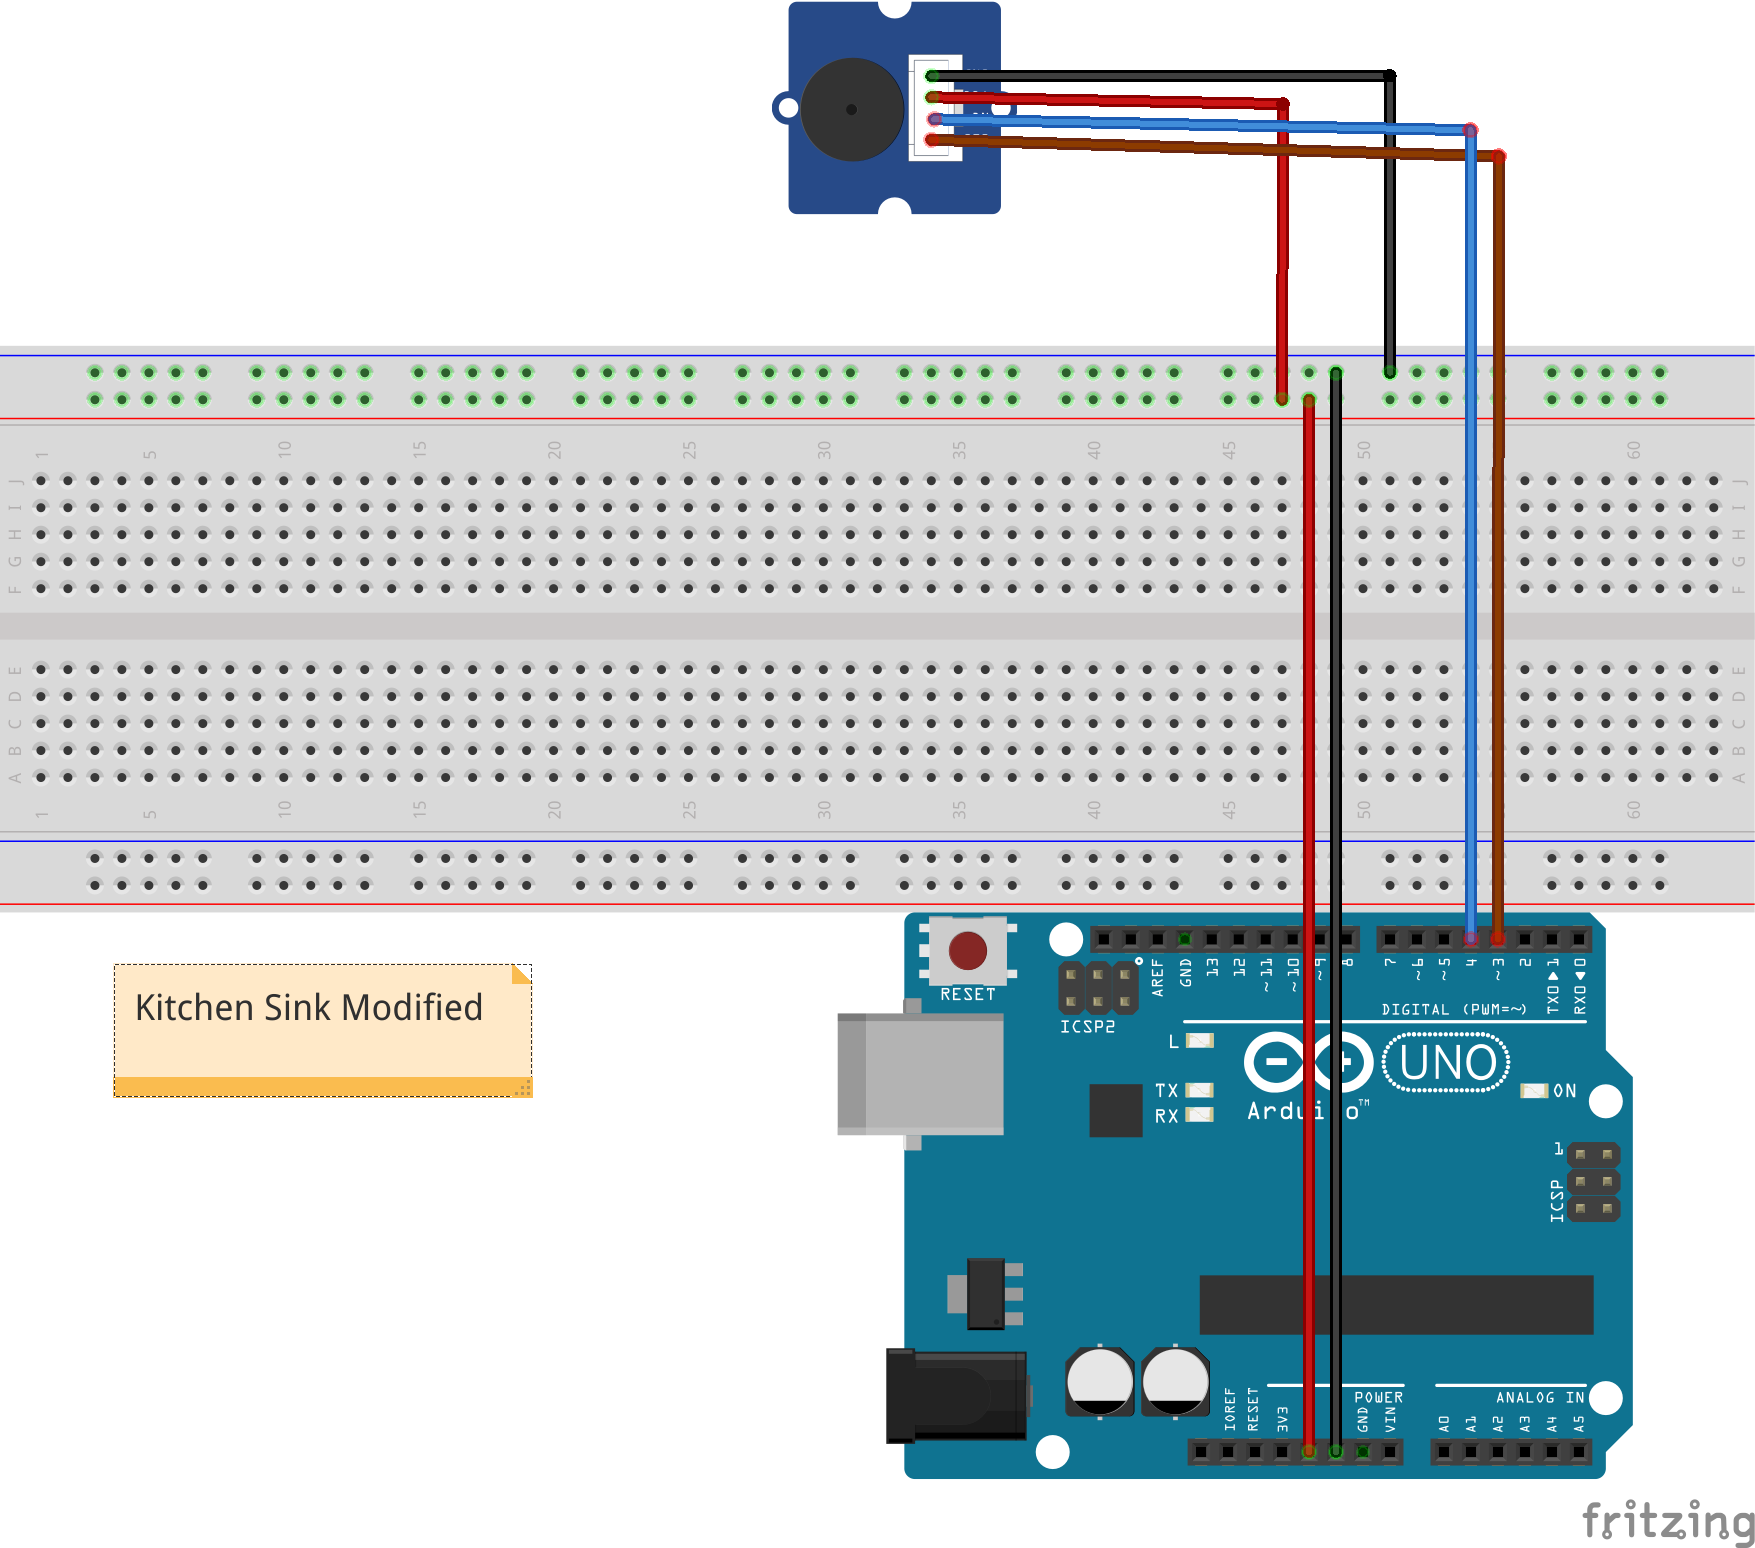 1 5 10 15 20 25 30 35 40 45 50 60
J J
I I
H H
G G
F F
E E
D D
C C
B B
A A
1 5 10 15 20 25 30 35 40 45 50 60
Kitchen Sink Modified
RESET
ICSP2
AREF
GND
13
12
~11
~10
~9
8
7
~6
~5
4
~3
2
TXO 1
RXO 0
DIGITAL (PWM=~)
L
TX
RX
UNO
Arduino™
ON
1
ICSP
IOREF
RESET
3V3
GND
VIN
POWER
ANALOG IN
A0
A1
A2
A3
A4
A5
fritzing